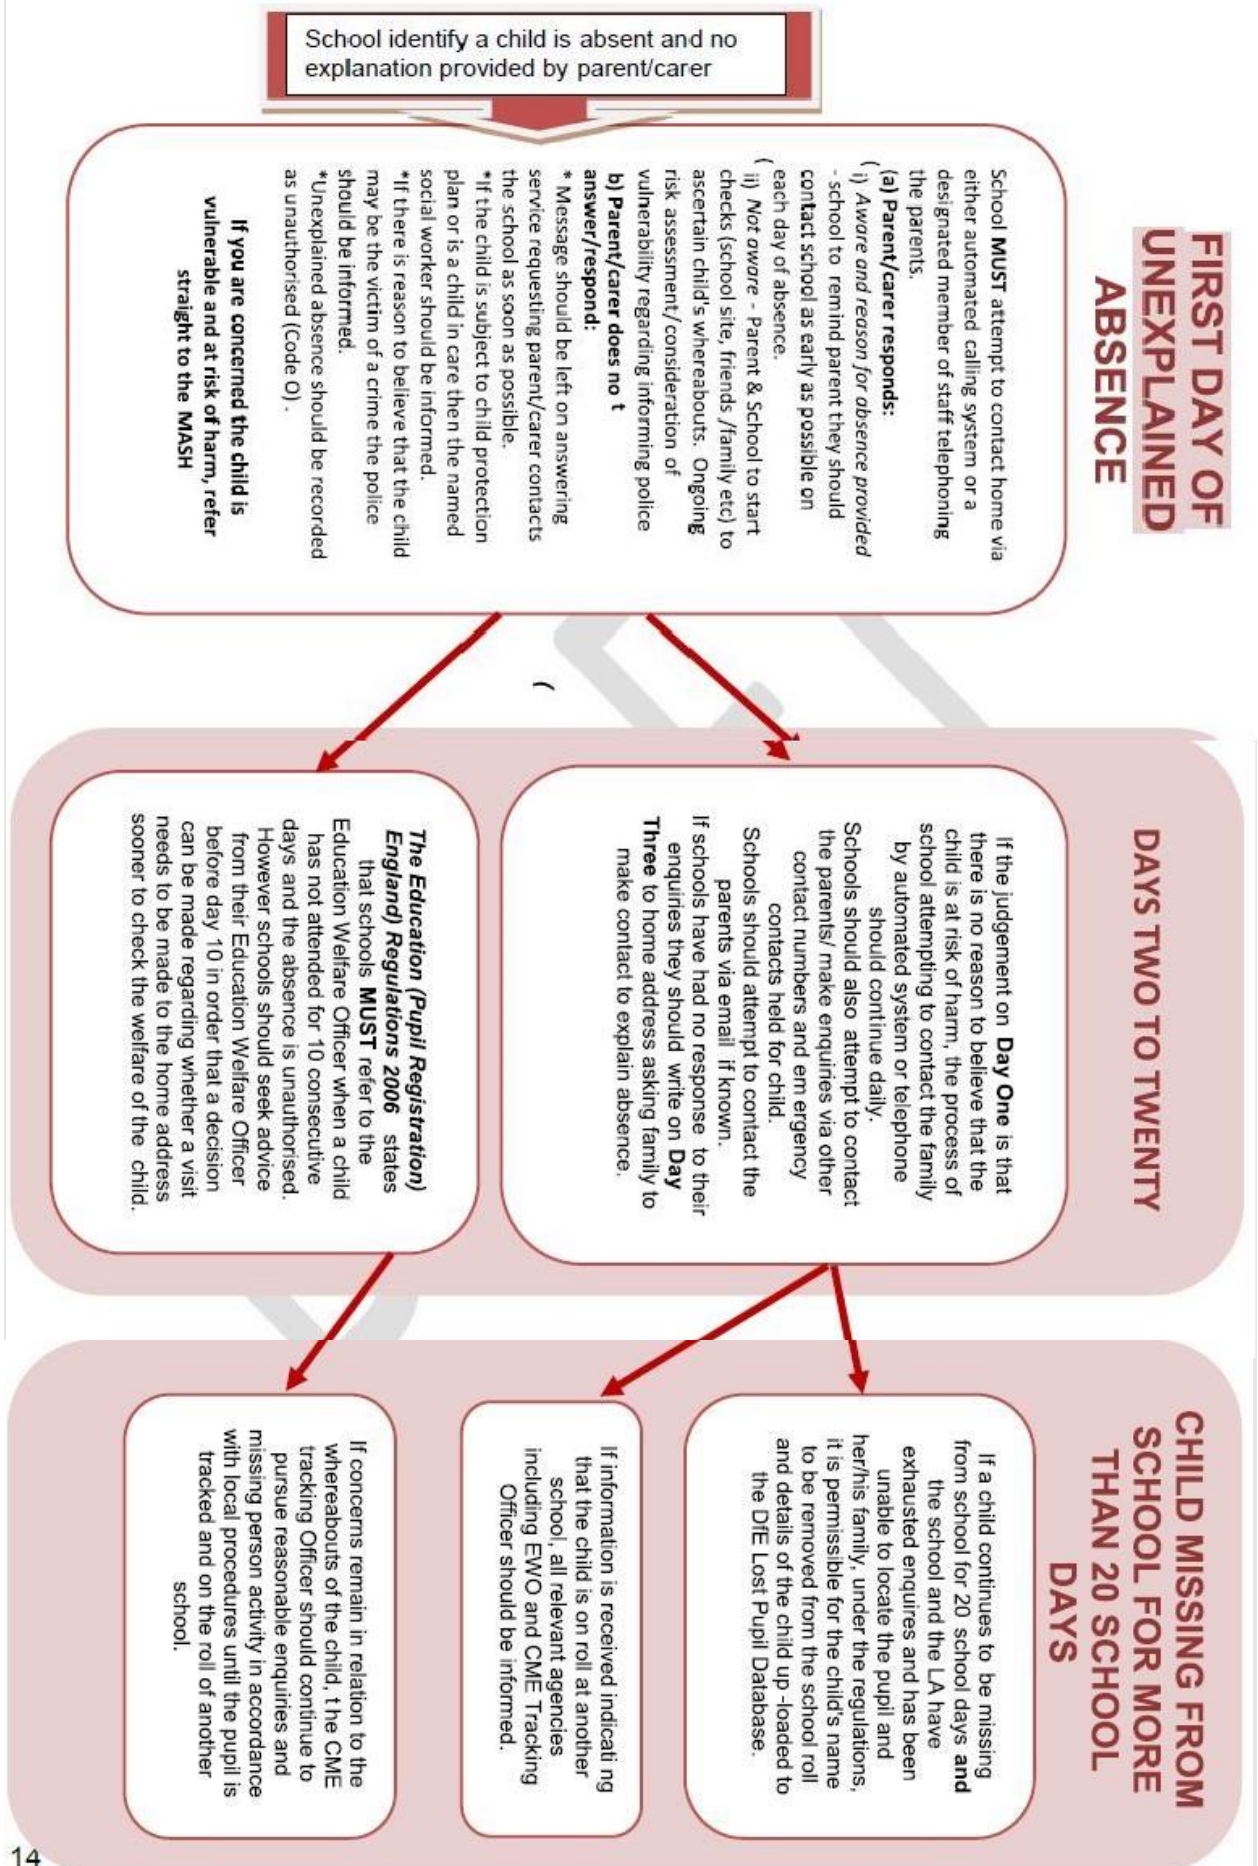 School identify a child is absent and no
explanation provided by parent/carer
FIRST DAY OF
UNEXPLAINED
ABSENCE
School MUST attempt to contact home via
either automated calling system or a
designated member of staff telephoning
the parents.
(a) Parent/carer responds:
( i) Aware and reason for absence provided
- school to remind parent they should
contact school as early as possible on
each day of absence.
( ii) Not aware - Parent & School to start
checks (school site, friends /family etc) to
ascertain child's whereabouts. Ongoing
risk assessment/ consideration of
vulnerability regarding informing police
b) Parent/carer does no t
answer/respond:
* Message should be left on answering
service requesting parent/carer contacts
the school as soon as possible.
*If the child is subject to child protection
plan or is a child in care then the named
social worker should be informed.
*If there is reason to believe that the child
may be the victim of a crime the police
should be informed.
*Unexplained absence should be recorded
as unauthorised (Code O) .
If you are concerned the child is
vulnerable and at risk of harm, refer
straight to the MASH
(
DAYS TWO TO TWENTY
If the judgement on Day One is that
there is no reason to believe that the
child is at risk of harm, the process of
school attempting to contact the family
by automated system or telephone
should continue daily.
Schools should also attempt to contact
the parents/ make enquiries via other
contact numbers and em ergency
contacts held for child.
Schools should attempt to contact the
parents via email if known.
If schools have had no response to their
enquiries they should write on Day
Three to home address asking family to
make contact to explain absence.
The Education (Pupil Registration)
England) Regulations 2006 states
that schools MUST refer to the
Education Welfare Officer when a child
has not attended for 10 consecutive
days and the absence is unauthorised.
However schools should seek advice
from their Education Welfare Officer
before day 10 in order that a decision
can be made regarding whether a visit
needs to be made to the home address
sooner to check the welfare of the child.
CHILD MISSING FROM
SCHOOL FOR MORE
THAN 20 SCHOOL
DAYS
If a child continues to be missing
from school for 20 school days and
the school and the LA have
exhausted enquires and has been
unable to locate the pupil and
her/his family, under the regulations,
it is permissible for the child's name
to be removed from the school roll
and details of the child up -loaded to
the DfE Lost Pupil Database.
If information is received indicati ng
that the child is on roll at another
school, all relevant agencies
including EWO and CME Tracking
Officer should be informed.
If concerns remain in relation to the
whereabouts of the child, t he CME
tracking Officer should continue to
pursue reasonable enquiries and
missing person activity in accordance
with local procedures until the pupil is
tracked and on the roll of another
school.
14